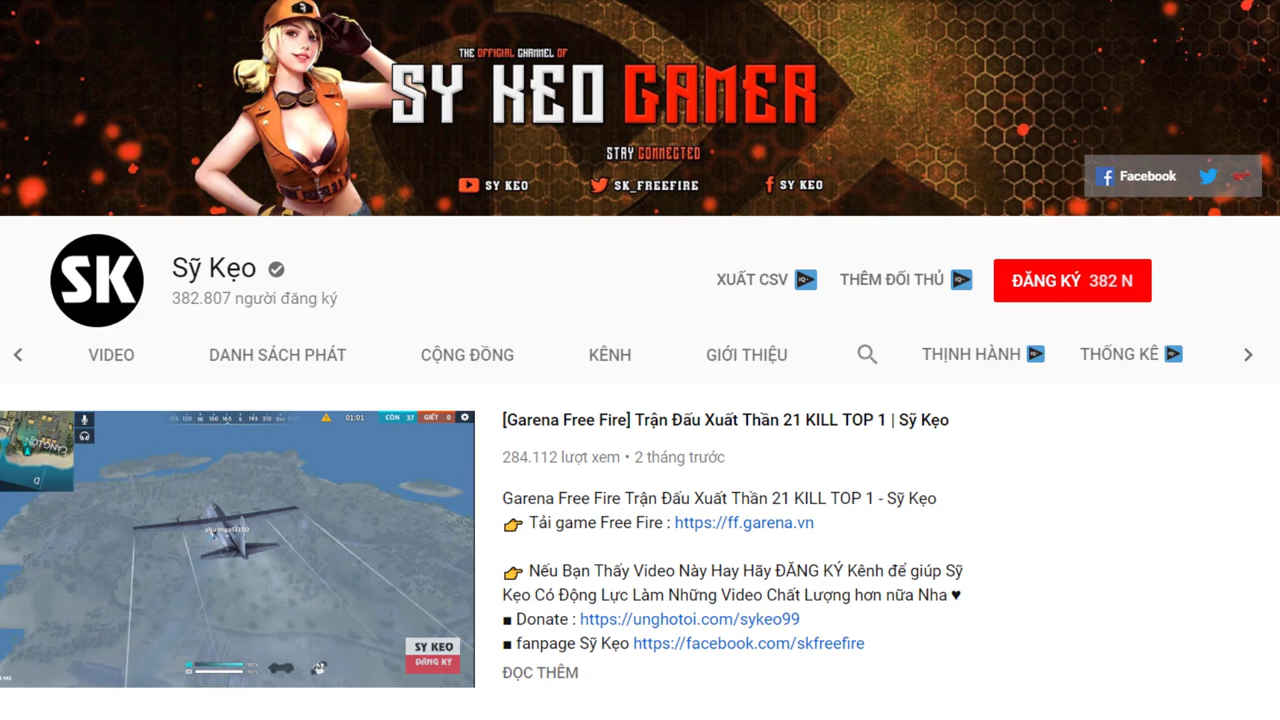 THE OFFICIAL CHANNEL OF
SY KEO GAMER
STAY CONNECTED
SY KEO
SK_FREEFIRE
SY KEO
Facebook
SK
Sỹ Kẹo
382.807 người đăng ký
XUẤT CSV
THÊM ĐỐI THỦ
ĐĂNG KÝ 382 N
VIDEO
DANH SÁCH PHÁT
CỘNG ĐỒNG
KÊNH
GIỚI THIỆU
THỊNH HÀNH
THỐNG KÊ
01:01
CÒN 37
GIẾT 0
SY KEO
ĐĂNG KÝ
[Garena Free Fire] Trận Đấu Xuất Thần 21 KILL TOP 1 | Sỹ Kẹo
284.112 lượt xem • 2 tháng trước
Garena Free Fire Trận Đấu Xuất Thần 21 KILL TOP 1 - Sỹ Kẹo
👉 Tải game Free Fire : https://ff.garena.vn
👉 Nếu Bạn Thấy Video Này Hay Hãy ĐĂNG KÝ Kênh để giúp Sỹ
Kẹo Có Động Lực Làm Những Video Chất Lượng hơn nữa Nha ♥
■ Donate : https://unghotoi.com/sykeo99
■ fanpage Sỹ Kẹo https://facebook.com/skfreefire
ĐỌC THÊM